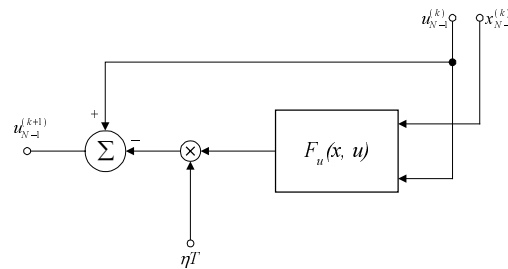 u_{N-1}^{(k)} x_{N-1}^{(k)}
+
u_{N-1}^{(k+1)} Σ − × F_u(x, u)
ηT